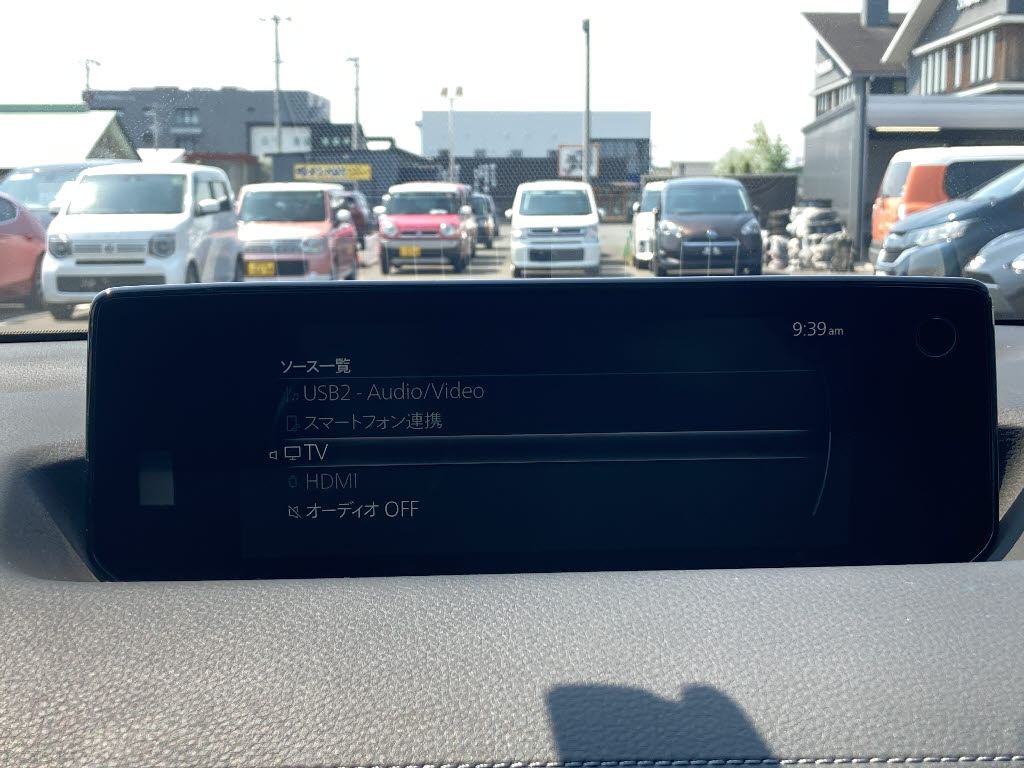 9:39am
ソース一覧
USB2 - Audio/Video
スマートフォン連携
TV
HDMI
オーディオ OFF